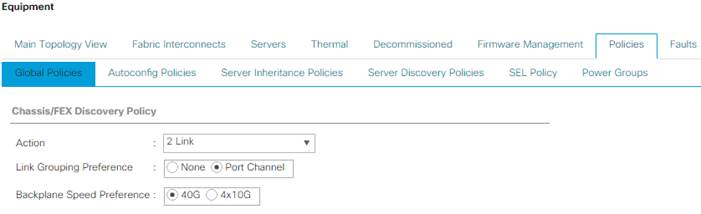 Equipment
Main Topology View Fabric Interconnects Servers Thermal Decommissioned Firmware Management Policies Faults
Global Policies Autoconfig Policies Server Inheritance Policies Server Discovery Policies SEL Policy Power Groups
Chassis/FEX Discovery Policy
Action : 2 Link
Link Grouping Preference : None Port Channel
Backplane Speed Preference : 40G 4x10G